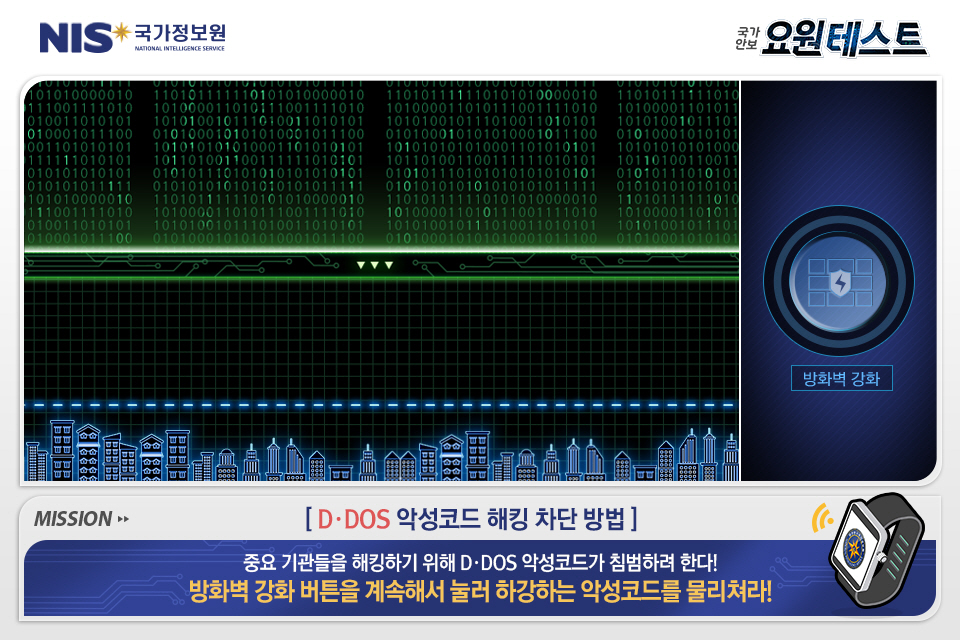 NIS 국가정보원
NATIONAL INTELLIGENCE SERVICE
국가
안보 요원테스트
방화벽 강화
MISSION
[ D·DOS 악성코드 해킹 차단 방법 ]
중요 기관들을 해킹하기 위해 D·DOS 악성코드가 침범하려 한다!
방화벽 강화 버튼을 계속해서 눌러 하강하는 악성코드를 물리쳐라!